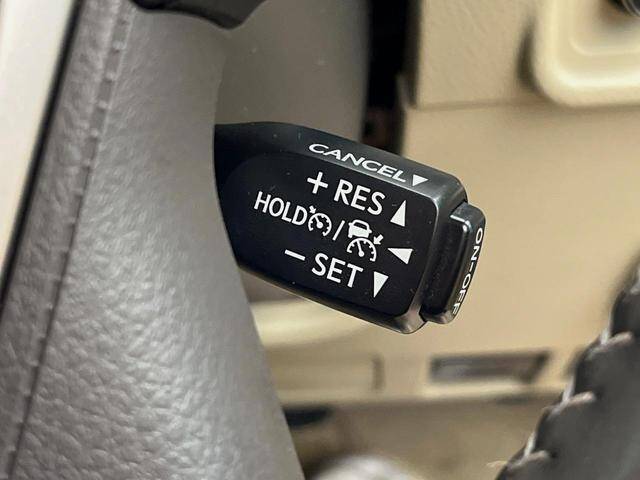 CANCEL▼
+ RES ▲
HOLD / ◀
− SET ▼
ON-OFF